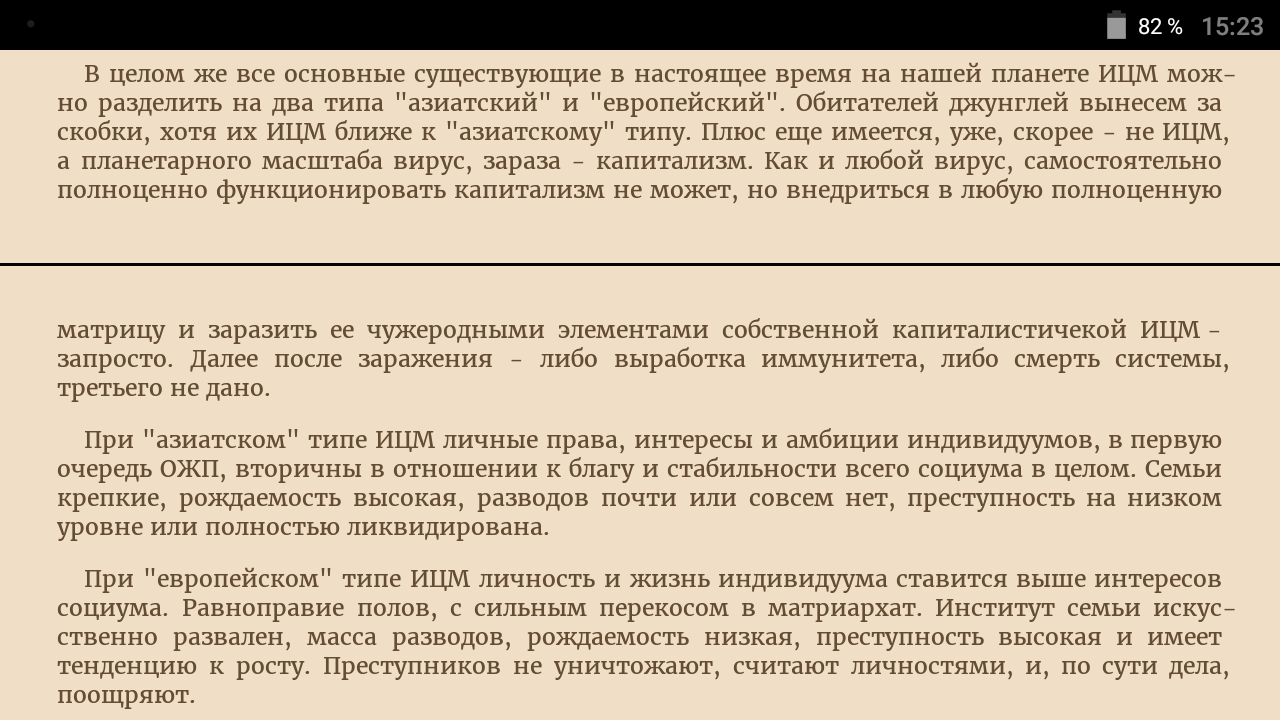 82 % 15:23
В целом же все основные существующие в настоящее время на нашей планете ИЦМ мож-
но разделить на два типа "азиатский" и "европейский". Обитателей джунглей вынесем за
скобки, хотя их ИЦМ ближе к "азиатскому" типу. Плюс еще имеется, уже, скорее - не ИЦМ,
а планетарного масштаба вирус, зараза - капитализм. Как и любой вирус, самостоятельно
полноценно функционировать капитализм не может, но внедриться в любую полноценную
матрицу и заразить ее чужеродными элементами собственной капиталистичекой ИЦМ -
запросто. Далее после заражения - либо выработка иммунитета, либо смерть системы,
третьего не дано.
При "азиатском" типе ИЦМ личные права, интересы и амбиции индивидуумов, в первую
очередь ОЖП, вторичны в отношении к благу и стабильности всего социума в целом. Семьи
крепкие, рождаемость высокая, разводов почти или совсем нет, преступность на низком
уровне или полностью ликвидирована.
При "европейском" типе ИЦМ личность и жизнь индивидуума ставится выше интересов
социума. Равноправие полов, с сильным перекосом в матриархат. Институт семьи искус-
ственно развален, масса разводов, рождаемость низкая, преступность высокая и имеет
тенденцию к росту. Преступников не уничтожают, считают личностями, и, по сути дела,
поощряют.